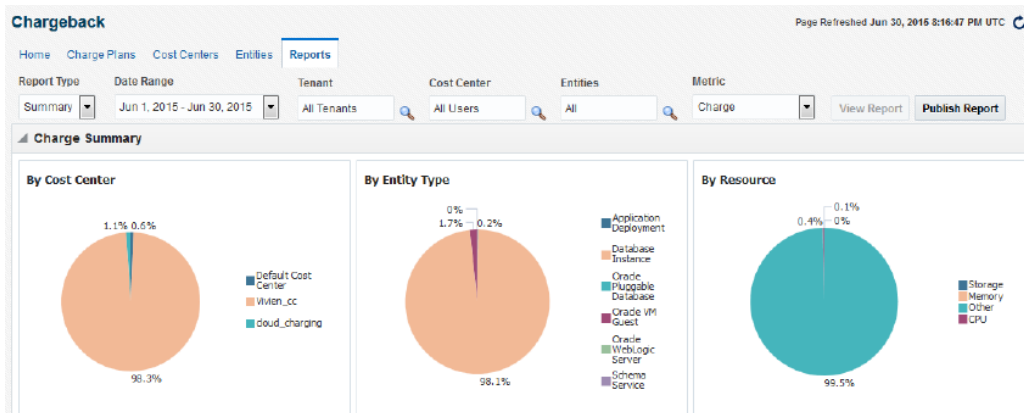 Chargeback
Page Refreshed Jun 30, 2015 8:16:47 PM UTC
Home Charge Plans Cost Centers Entities Reports
Report Type Date Range Tenant Cost Center Entities Metric
Summary Jun 1, 2015 - Jun 30, 2015 All Tenants All Users All Charge View Report Publish Report
Charge Summary
By Cost Center
1.1% 0.6%
98.3%
Default Cost
Center
Vivien_cc
cloud_charging
By Entity Type
0%
1.7% 0.2%
98.1%
Application
Deployment
Database
Instance
Oracle
Pluggable
Database
Oracle VM
Guest
Oracle
WebLogic
Server
Schema
Service
By Resource
0.1%
0.4% 0%
99.5%
Storage
Memory
Other
CPU